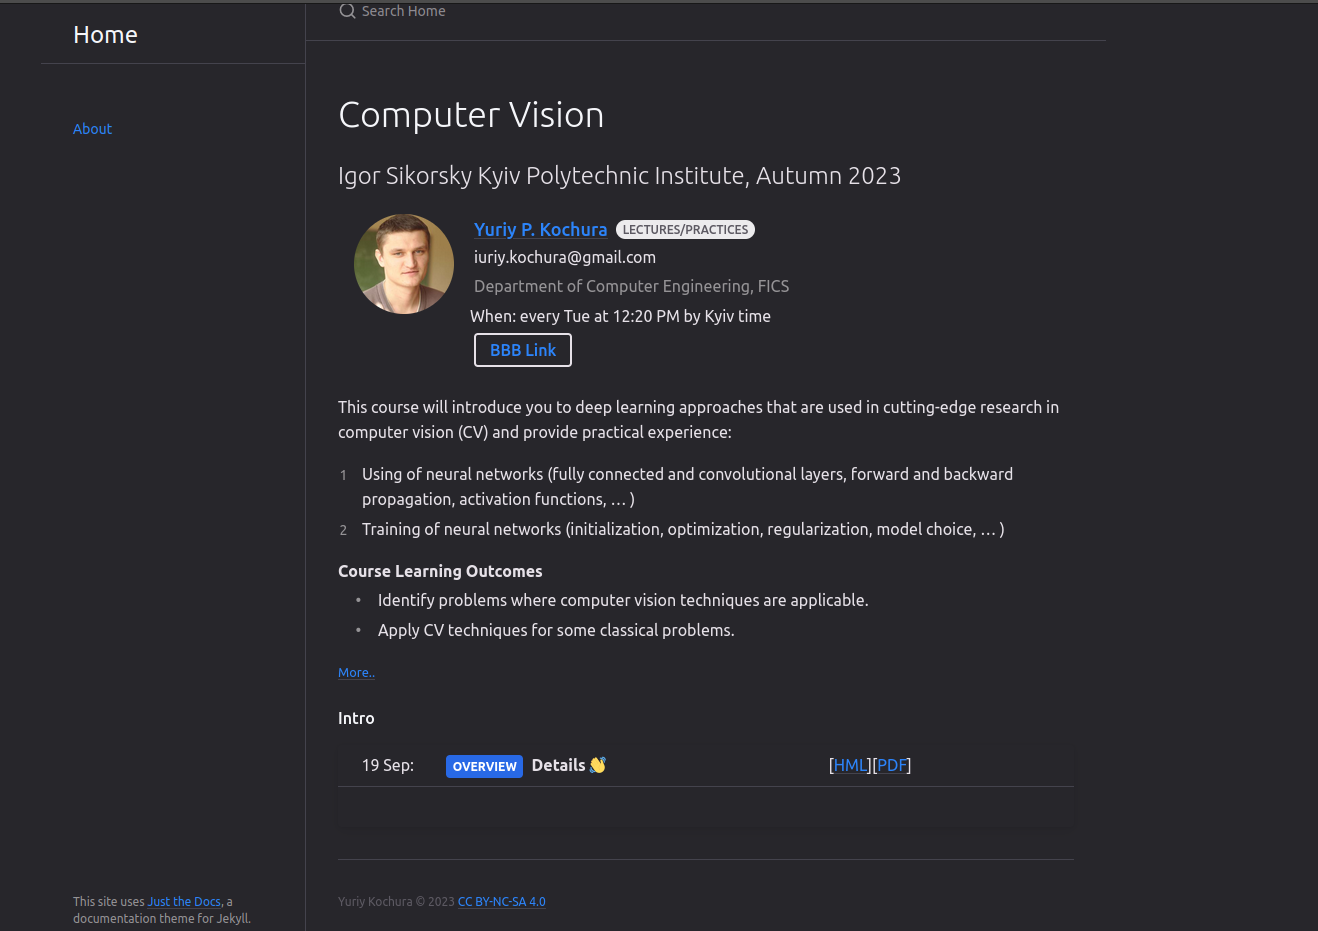 Search Home
Home
About
Computer Vision
Igor Sikorsky Kyiv Polytechnic Institute, Autumn 2023
Yuriy P. Kochura LECTURES/PRACTICES
iuriy.kochura@gmail.com
Department of Computer Engineering, FICS
When: every Tue at 12:20 PM by Kyiv time
BBB Link
This course will introduce you to deep learning approaches that are used in cutting-edge research in
computer vision (CV) and provide practical experience:
1 Using of neural networks (fully connected and convolutional layers, forward and backward
propagation, activation functions, … )
2 Training of neural networks (initialization, optimization, regularization, model choice, … )
Course Learning Outcomes
• Identify problems where computer vision techniques are applicable.
• Apply CV techniques for some classical problems.
More..
Intro
19 Sep: OVERVIEW Details 👋 [HML][PDF]
Yuriy Kochura © 2023 CC BY-NC-SA 4.0
This site uses Just the Docs, a
documentation theme for Jekyll.